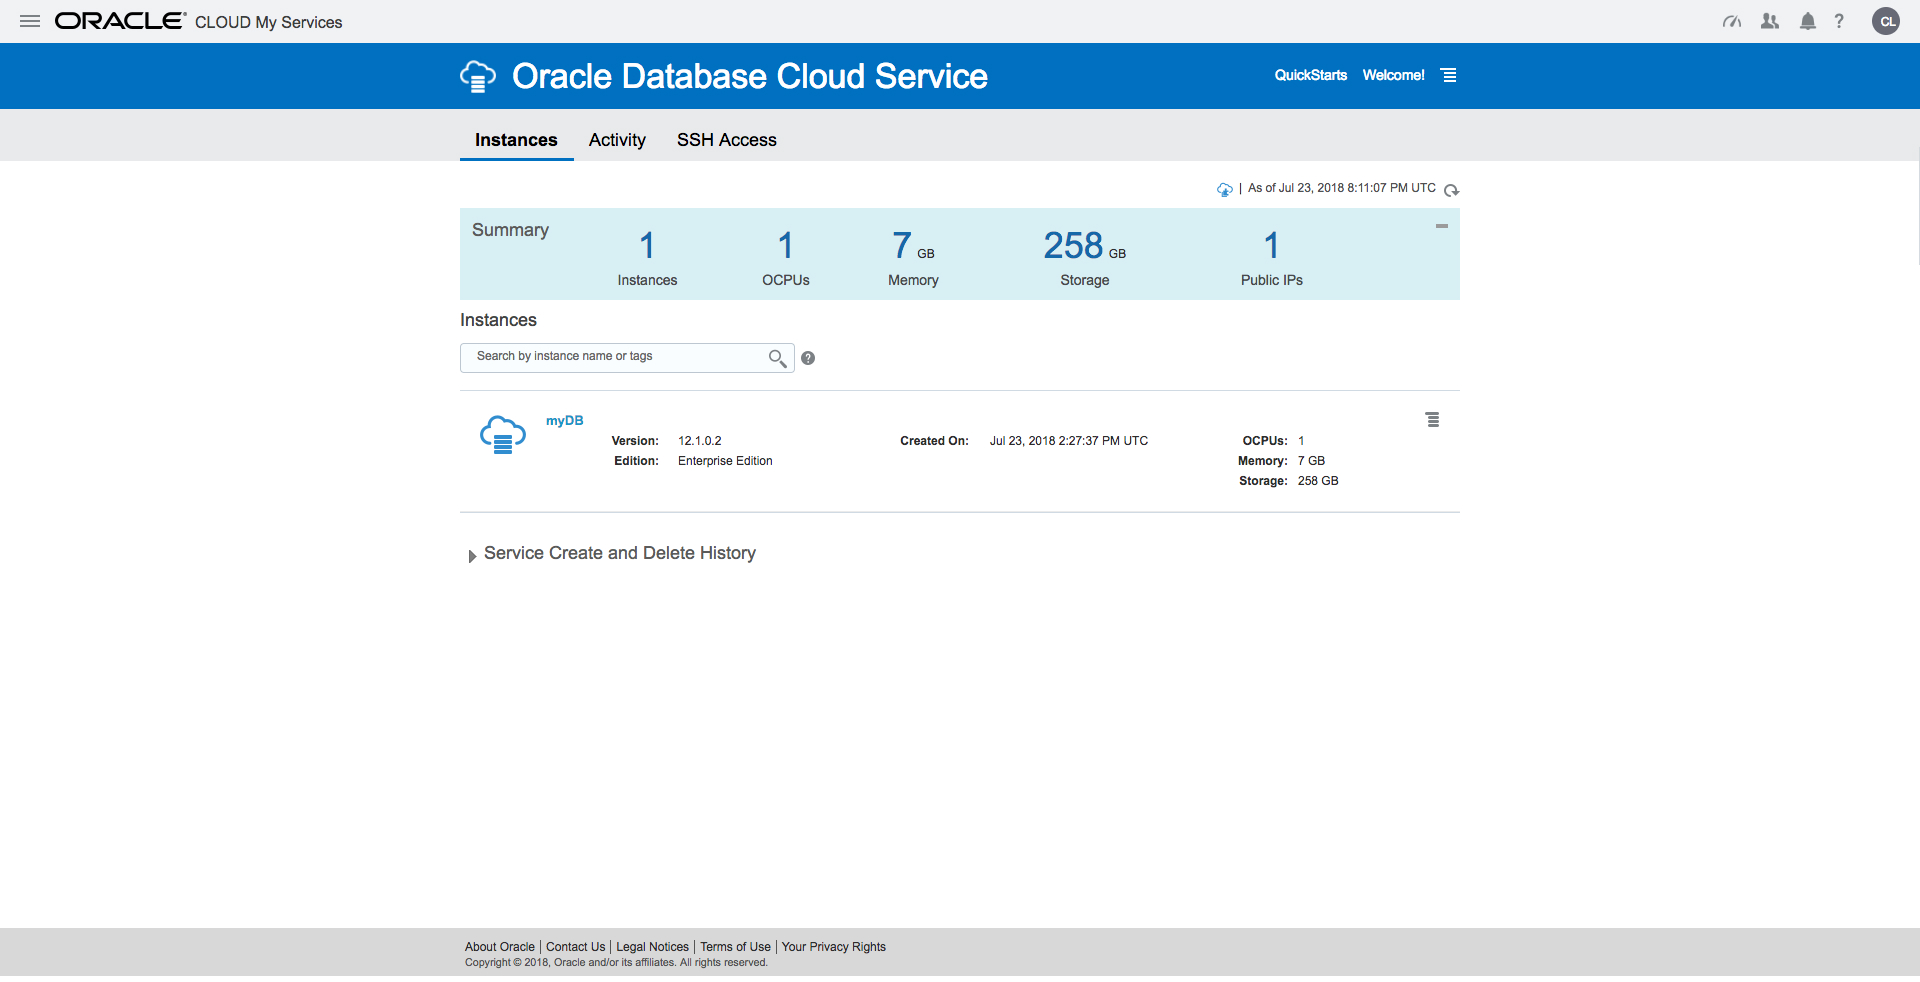 ORACLE® CLOUD My Services
? CL
Oracle Database Cloud Service
QuickStarts Welcome!
Instances Activity SSH Access
| As of Jul 23, 2018 8:11:07 PM UTC
Summary
1 1 7 GB 258 GB 1
Instances OCPUs Memory Storage Public IPs
Instances
Search by instance name or tags ?
myDB
Version: 12.1.0.2 Created On: Jul 23, 2018 2:27:37 PM UTC OCPUs: 1
Edition: Enterprise Edition Memory: 7 GB
Storage: 258 GB
Service Create and Delete History
About Oracle | Contact Us | Legal Notices | Terms of Use | Your Privacy Rights
Copyright © 2018, Oracle and/or its affiliates. All rights reserved.